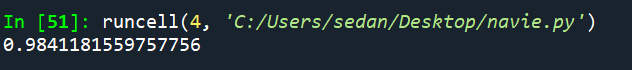 In [51]: runcell(4, 'C:/Users/sedan/Desktop/navie.py')
0.9841181559757756